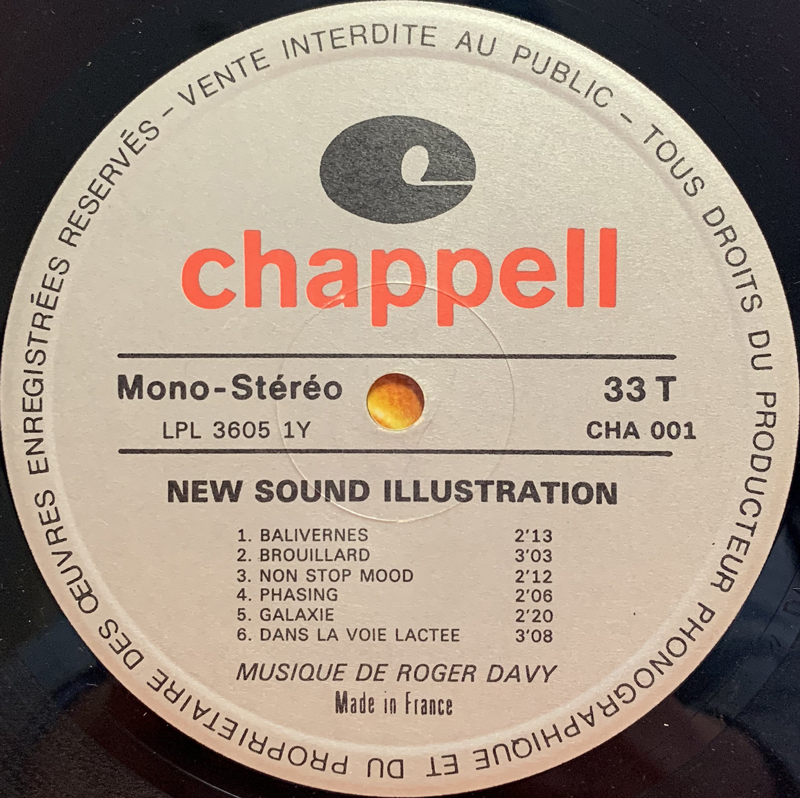 VENTE INTERDITE AU PUBLIC – TOUS DROITS DU PRODUCTEUR PHONOGRAPHIQUE ET DU PROPRIETAIRE DES ŒUVRES ENREGISTRÉES RESERVÉS –
chappell
Mono-Stéréo 33 T
LPL 3605 1Y CHA 001
NEW SOUND ILLUSTRATION
1. BALIVERNES 2'13
2. BROUILLARD 3'03
3. NON STOP MOOD 2'12
4. PHASING 2'06
5. GALAXIE 2'20
6. DANS LA VOIE LACTEE 3'08
MUSIQUE DE ROGER DAVY
Made in France